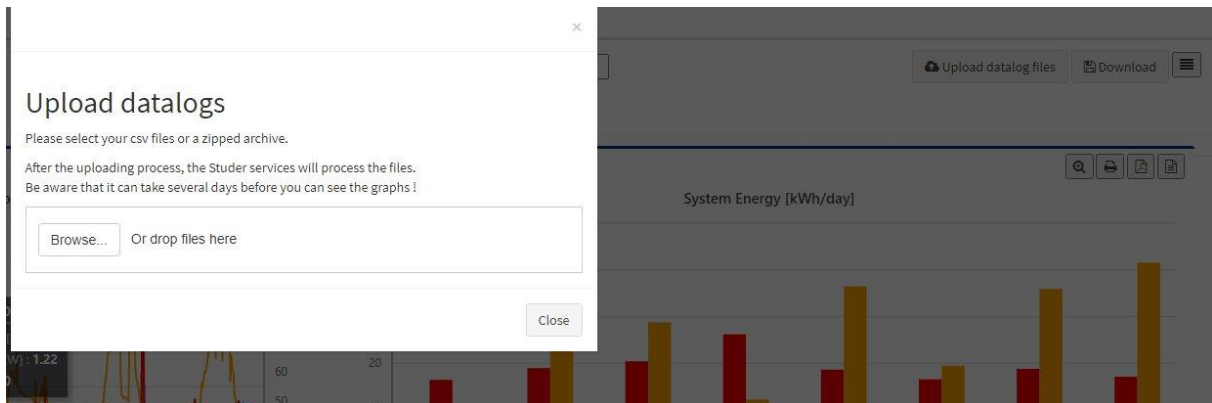 ×
Upload datalog files
Download
Upload datalogs
Please select your csv files or a zipped archive.
After the uploading process, the Studer services will process the files.
Be aware that it can take several days before you can see the graphs !
System Energy [kWh/day]
Browse...
Or drop files here
Close
W] : 1.22
20
60
50